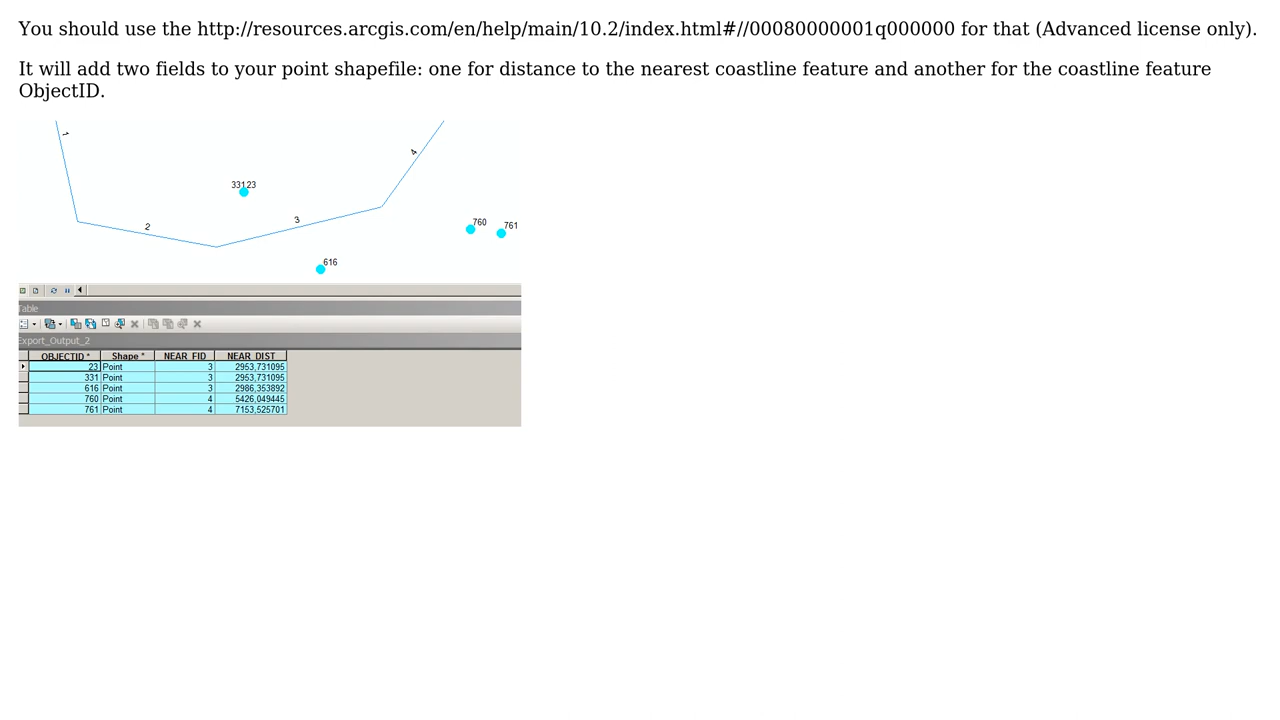 You should use the http://resources.arcgis.com/en/help/main/10.2/index.html#//00080000001q000000 for that (Advanced license only).
It will add two fields to your point shapefile: one for distance to the nearest coastline feature and another for the coastline feature
ObjectID.
1
4
33123
2
3
760
761
616
Table
Export_Output_2
OBJECTID * Shape * NEAR_FID NEAR_DIST
23 Point 3 2953,731095
331 Point 3 2953,731095
616 Point 3 2986,353892
760 Point 4 5426,049445
761 Point 4 7153,525701